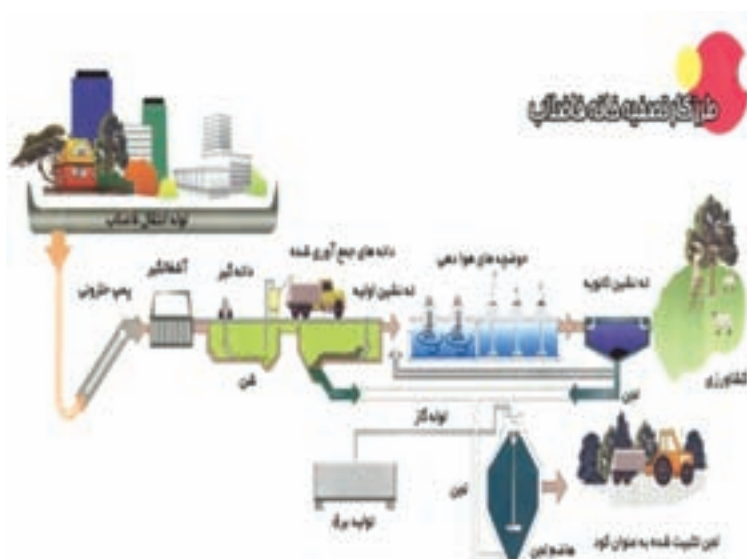 طرز کار تصفیه خانه فاضلاب
لوله انتقال فاضلاب
پمپ حلزونی
آشغالگیر
دانه گیر
دانه های جمع آوری شده
ته نشین اولیه
حوضچه های هوا دهی
ته نشین ثانویه
کشاورزی
شن
لجن
لوله گاز
تولید برق
لجن
هاضم لجن
لجن تثبیت شده به عنوان کود